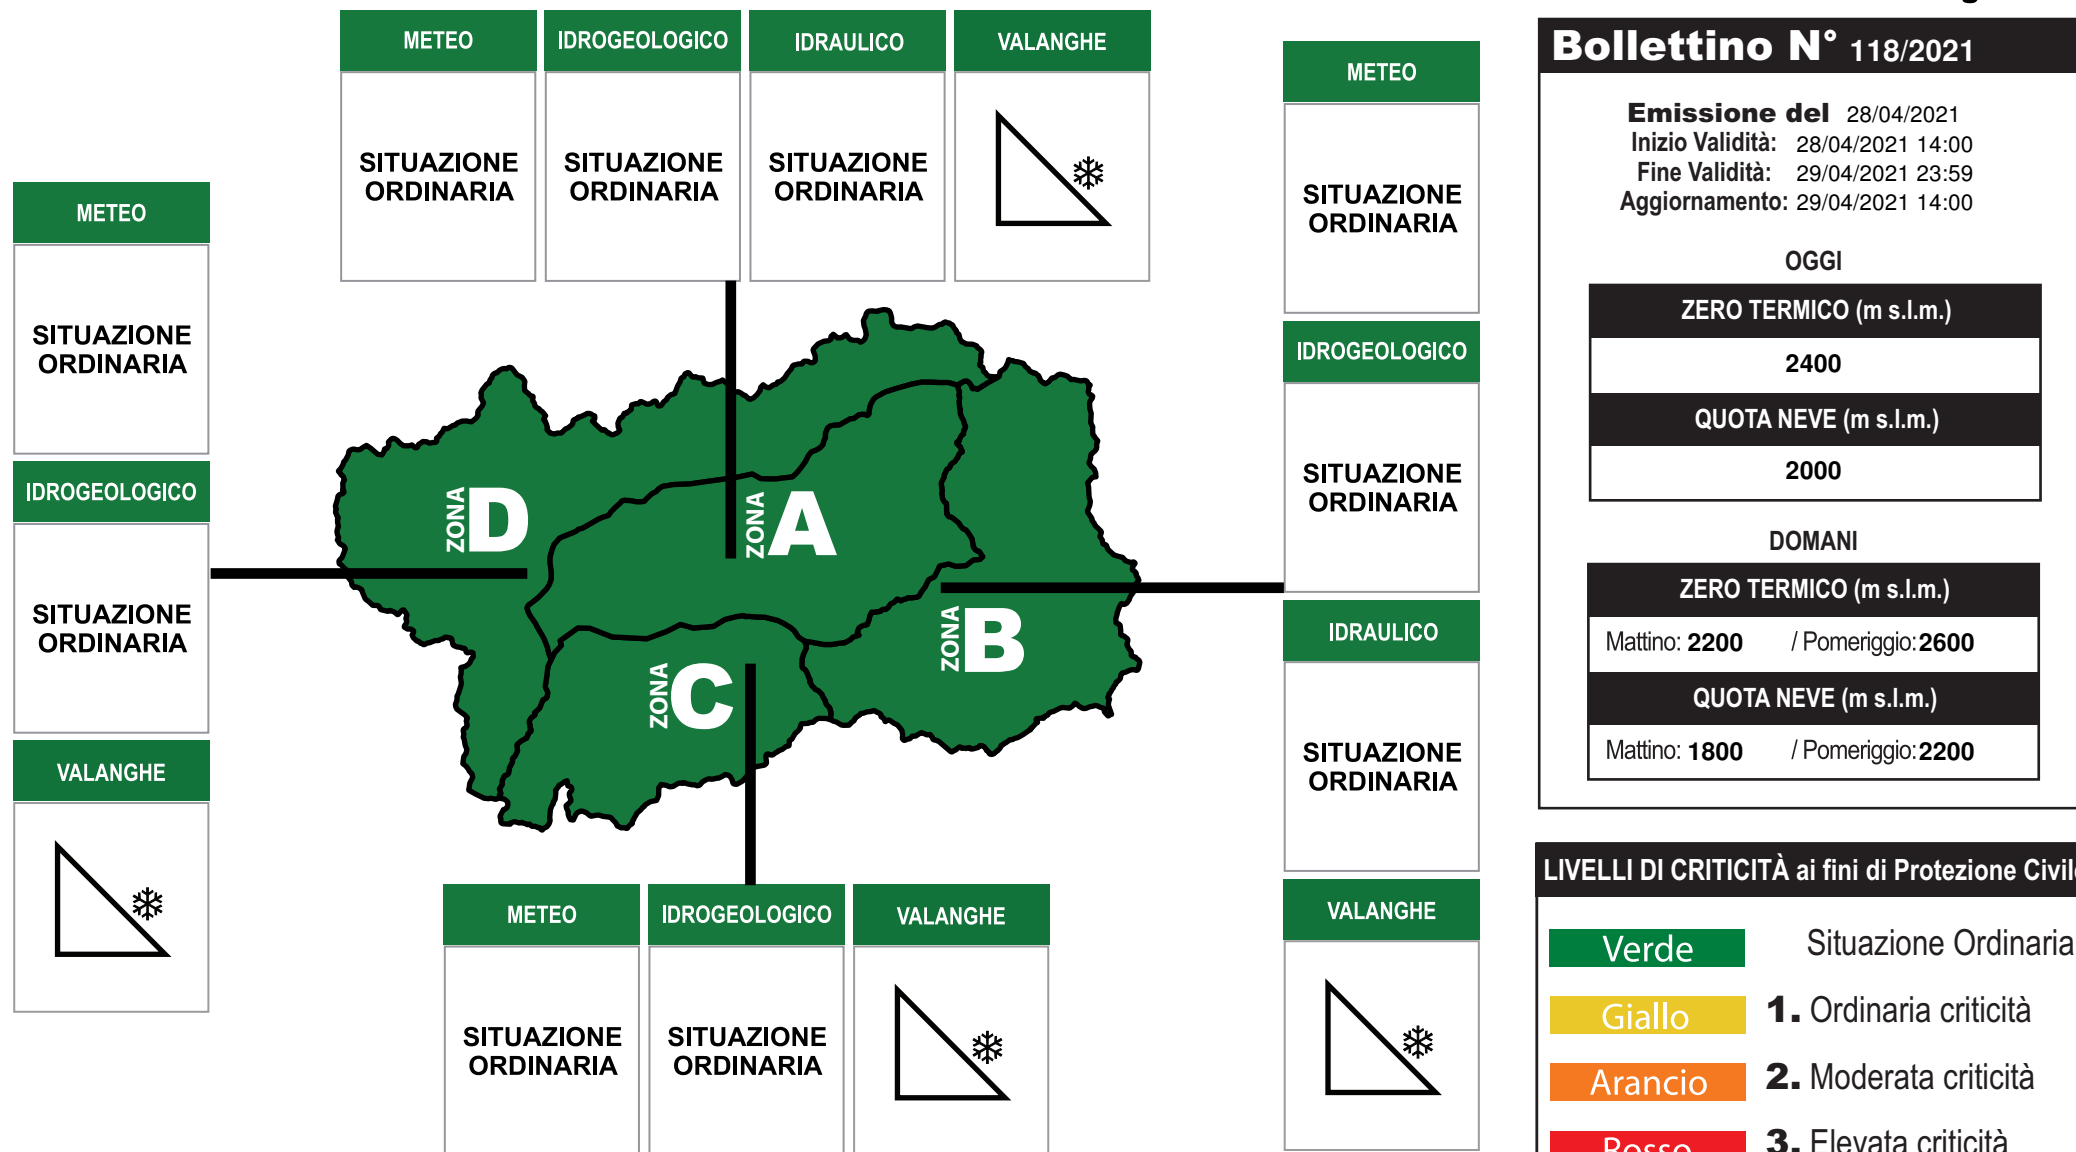 METEO
IDROGEOLOGICO
IDRAULICO
VALANGHE
SITUAZIONE
ORDINARIA
SITUAZIONE
ORDINARIA
SITUAZIONE
ORDINARIA
METEO
SITUAZIONE
ORDINARIA
IDROGEOLOGICO
SITUAZIONE
ORDINARIA
VALANGHE
ZONA D
ZONA A
ZONA B
ZONA C
METEO
SITUAZIONE
ORDINARIA
IDROGEOLOGICO
SITUAZIONE
ORDINARIA
IDRAULICO
SITUAZIONE
ORDINARIA
VALANGHE
METEO
IDROGEOLOGICO
VALANGHE
SITUAZIONE
ORDINARIA
SITUAZIONE
ORDINARIA
Bollettino N° 118/2021
Emissione del 28/04/2021
Inizio Validità: 28/04/2021 14:00
Fine Validità: 29/04/2021 23:59
Aggiornamento: 29/04/2021 14:00
OGGI
ZERO TERMICO (m s.l.m.)
2400
QUOTA NEVE (m s.l.m.)
2000
DOMANI
ZERO TERMICO (m s.l.m.)
Mattino: 2200 / Pomeriggio: 2600
QUOTA NEVE (m s.l.m.)
Mattino: 1800 / Pomeriggio: 2200
LIVELLI DI CRITICITÀ ai fini di Protezione Civile
Verde Situazione Ordinaria
Giallo 1. Ordinaria criticità
Arancio 2. Moderata criticità
Rosso 3. Elevata criticità